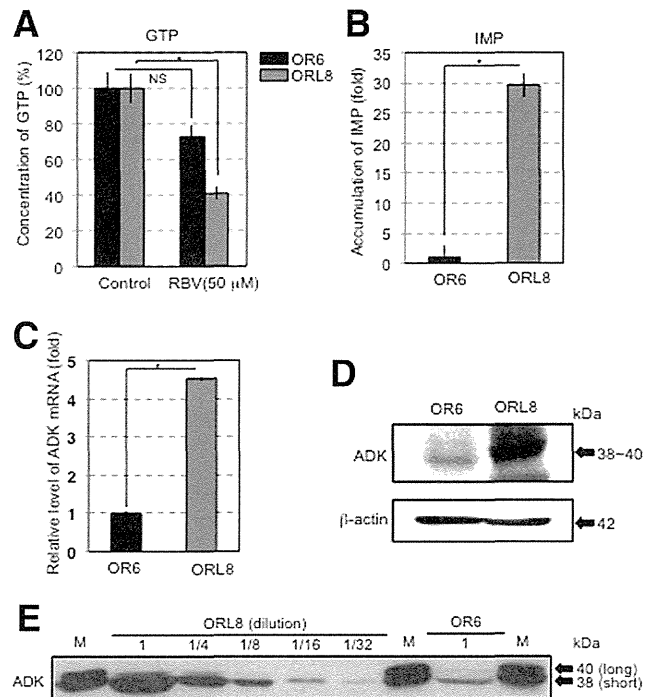 A
GTP
Concentration of GTP (%)
120
100
80
60
40
20
0
NS
*
Control
RBV(50 μM)
OR6
ORL8
B
IMP
Accumulation of IMP (fold)
35
30
25
20
15
10
5
0
*
OR6
ORL8
C
Relative level of ADK mRNA (fold)
5
4
3
2
1
0
OR6
ORL8
D
OR6 ORL8 kDa
ADK 38~40
β-actin 42
E
ORL8 (dilution) OR6
M 1 1/4 1/8 1/16 1/32 M 1 M kDa
ADK
40 (long)
38 (short)